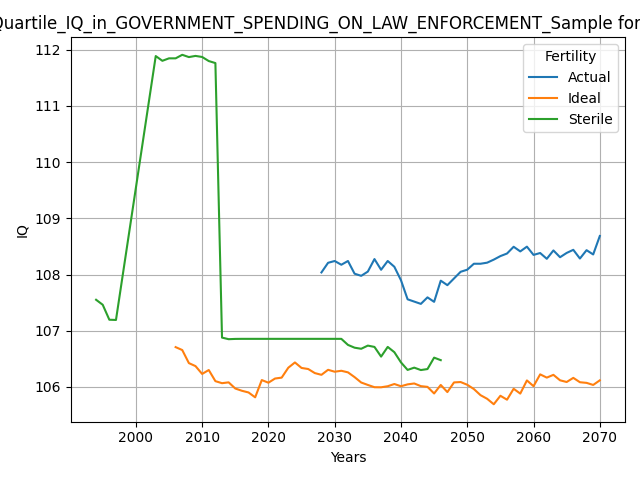 Quartile_IQ_in_GOVERNMENT_SPENDING_ON_LAW_ENFORCEMENT_Sample for
Fertility
Actual
Ideal
Sterile
112
111
110
109
108
107
106
IQ
2000 2010 2020 2030 2040 2050 2060 2070
Years